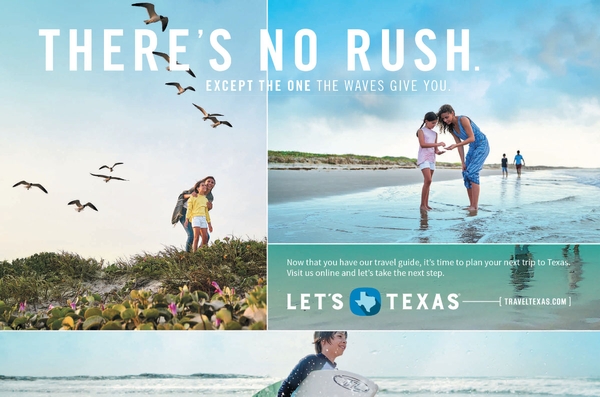 THERE'S NO RUSH.
EXCEPT THE ONE THE WAVES GIVE YOU.
Now that you have our travel guide, it's time to plan your next trip to Texas.
Visit us online and let's take the next step.
LET'S TEXAS [ TRAVELTEXAS.COM ]